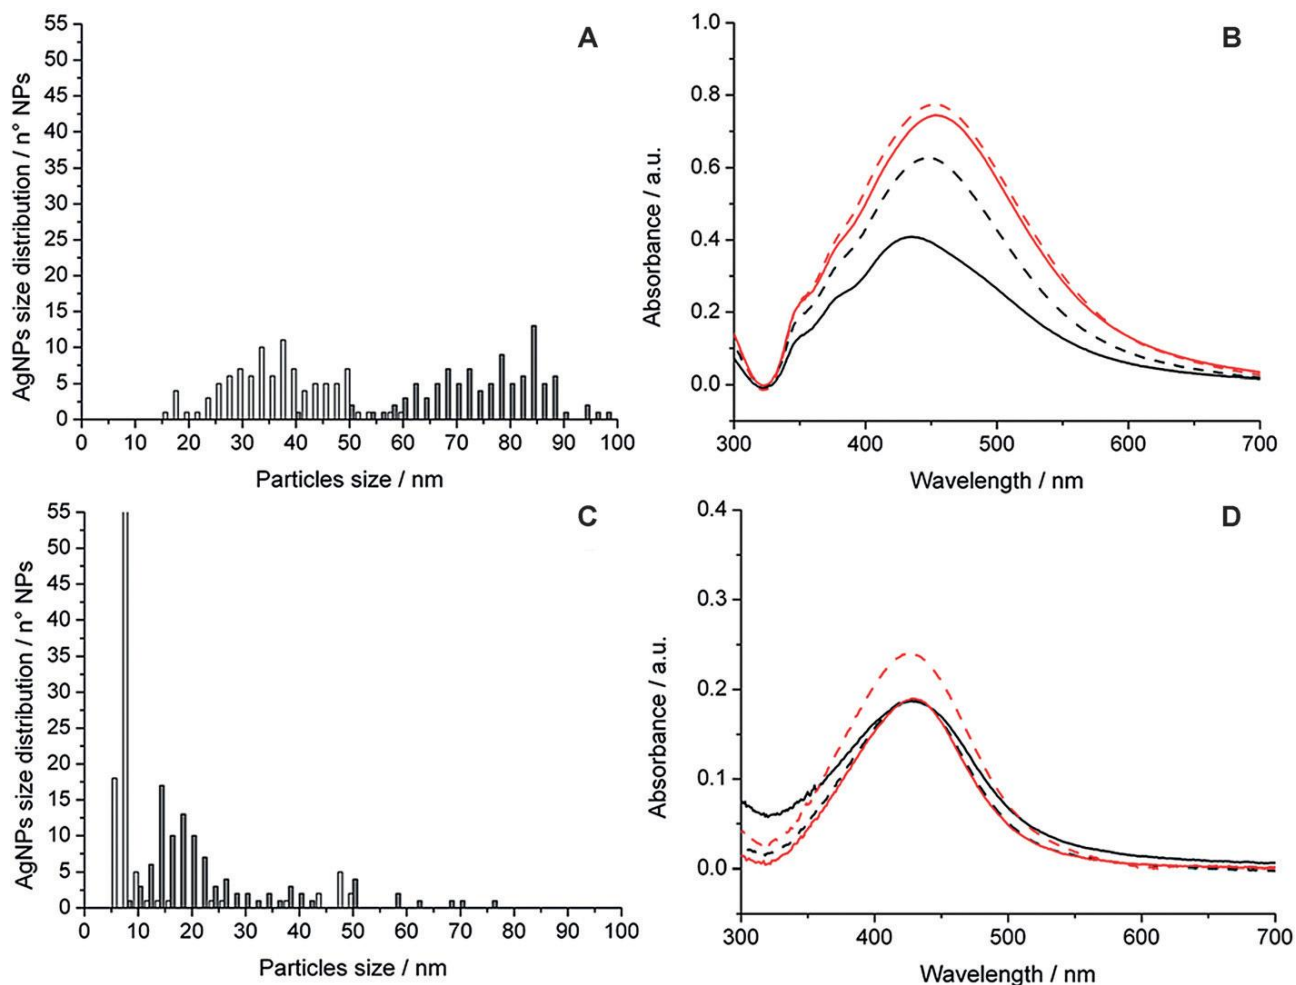 A
AgNPs size distribution / n° NPs
55
50
45
40
35
30
25
20
15
10
5
0
0 10 20 30 40 50 60 70 80 90 100
Particles size / nm
B
Absorbance / a.u.
1.0
0.8
0.6
0.4
0.2
0.0
300 400 500 600 700
Wavelength / nm
C
AgNPs size distribution / n° NPs
55
50
45
40
35
30
25
20
15
10
5
0
0 10 20 30 40 50 60 70 80 90 100
Particles size / nm
D
Absorbance / a.u.
0.4
0.3
0.2
0.1
0.0
300 400 500 600 700
Wavelength / nm